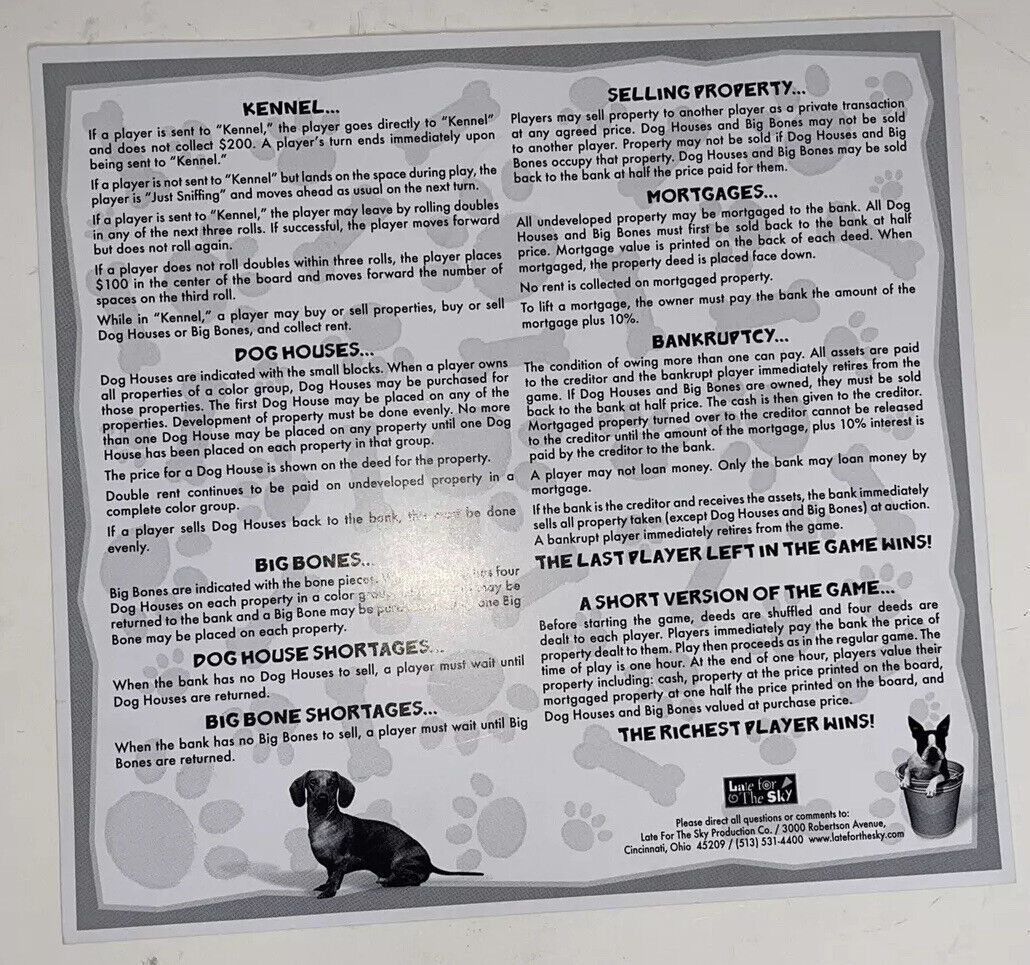 KENNEL...
If a player is sent to “Kennel,” the player goes directly to “Kennel”
and does not collect $200. A player’s turn ends immediately upon
being sent to “Kennel.”
If a player is not sent to “Kennel” but lands on the space during play, the
player is “Just Sniffing” and moves ahead as usual on the next turn.
If a player is sent to “Kennel,” the player may leave by rolling doubles
in any of the next three rolls. If successful, the player moves forward
but does not roll again.
If a player does not roll doubles within three rolls, the player places
$100 in the center of the board and moves forward the number of
spaces on the third roll.
While in “Kennel,” a player may buy or sell properties, buy or sell
Dog Houses or Big Bones, and collect rent.
DOG HOUSES...
Dog Houses are indicated with the small blocks. When a player owns
all properties of a color group, Dog Houses may be purchased for
those properties. The first Dog House may be placed on any of the
properties. Development of property must be done evenly. No more
than one Dog House may be placed on any property until one Dog
House has been placed on each property in that group.
The price for a Dog House is shown on the deed for the property.
Double rent continues to be paid on undeveloped property in a
complete color group.
If a player sells Dog Houses back to the bank, be done
evenly.
BIG BONES...
Big Bones are indicated with the bone pieces. four
Dog Houses on each property in a color may be
returned to the bank and a Big Bone may be one Big
Bone may be placed on each property.
DOG HOUSE SHORTAGES...
When the bank has no Dog Houses to sell, a player must wait until
Dog Houses are returned.
BIG BONE SHORTAGES...
When the bank has no Big Bones to sell, a player must wait until Big
Bones are returned.
SELLING PROPERTY...
Players may sell property to another player as a private transaction
at any agreed price. Dog Houses and Big Bones may not be sold
to another player. Property may not be sold if Dog Houses and Big
Bones occupy that property. Dog Houses and Big Bones may be sold
back to the bank at half the price paid for them.
MORTGAGES...
All undeveloped property may be mortgaged to the bank. All Dog
Houses and Big Bones must first be sold back to the bank at half
price. Mortgage value is printed on the back of each deed. When
mortgaged, the property deed is placed face down.
No rent is collected on mortgaged property.
To lift a mortgage, the owner must pay the bank the amount of the
mortgage plus 10%.
BANKRUPTCY...
The condition of owing more than one can pay. All assets are paid
to the creditor and the bankrupt player immediately retires from the
game. If Dog Houses and Big Bones are owned, they must be sold
back to the bank at half price. The cash is then given to the creditor.
Mortgaged property turned over to the creditor cannot be released
to the creditor until the amount of the mortgage, plus 10% interest is
paid by the creditor to the bank.
A player may not loan money. Only the bank may loan money by
mortgage.
If the bank is the creditor and receives the assets, the bank immediately
sells all property taken (except Dog Houses and Big Bones) at auction.
A bankrupt player immediately retires from the game.
THE LAST PLAYER LEFT IN THE GAME WINS!
A SHORT VERSION OF THE GAME...
Before starting the game, deeds are shuffled and four deeds are
dealt to each player. Players immediately pay the bank the price of
property dealt to them. Play then proceeds as in the regular game. The
time of play is one hour. At the end of one hour, players value their
property including: cash, property at the price printed on the board,
mortgaged property at one half the price printed on the board, and
Dog Houses and Big Bones valued at purchase price.
THE RICHEST PLAYER WINS!
Late for
The Sky
Please direct all questions or comments to:
Late For The Sky Production Co. / 3000 Robertson Avenue,
Cincinnati, Ohio 45209 / (513) 531-4400 www.lateforthesky.com